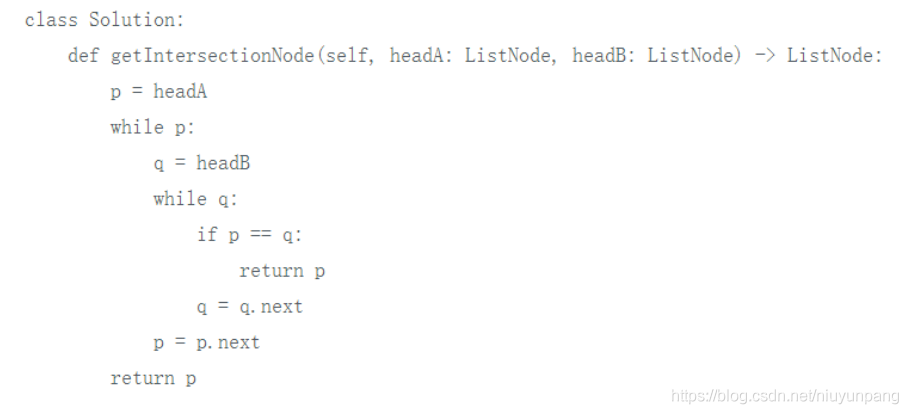 class Solution:
    def getIntersectionNode(self, headA: ListNode, headB: ListNode) -> ListNode:
        p = headA
        while p:
            q = headB
            while q:
                if p == q:
                    return p
                q = q.next
            p = p.next
        return p
https://blog.csdn.net/niuyunpang